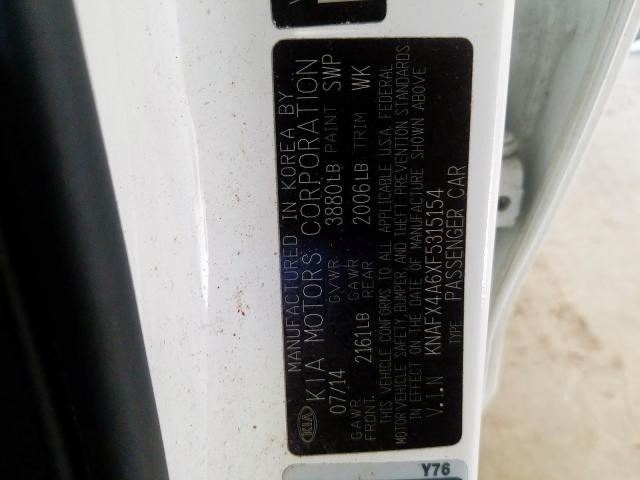 MANUFACTURED IN KOREA BY
KIA KIA MOTORS CORPORATION
07/14 GVWR 3880LB PAINT SWP
GAWR FRONT. 2161LB GAWR REAR 2006LB TRIM WK
THIS VEHICLE CONFORMS TO ALL APPLICABLE U.S.A. FEDERAL
MOTOR VEHICLE SAFETY, BUMPER, AND THEFT PREVENTION STANDARDS
IN EFFECT ON THE DATE OF MANUFACTURE SHOWN ABOVE
V.I.N KNAFX4A6XF5315154
TYPE PASSENGER CAR
Y76